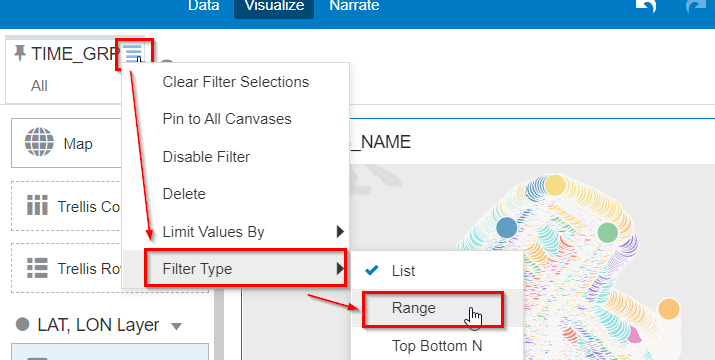 Data Visualize Narrate
TIME_GRP
All
Clear Filter Selections
Pin to All Canvases
Disable Filter
Delete
Limit Values By
Filter Type
List
Range
Top Bottom N
Map
Trellis Co
Trellis Row
LAT, LON Layer
_NAME